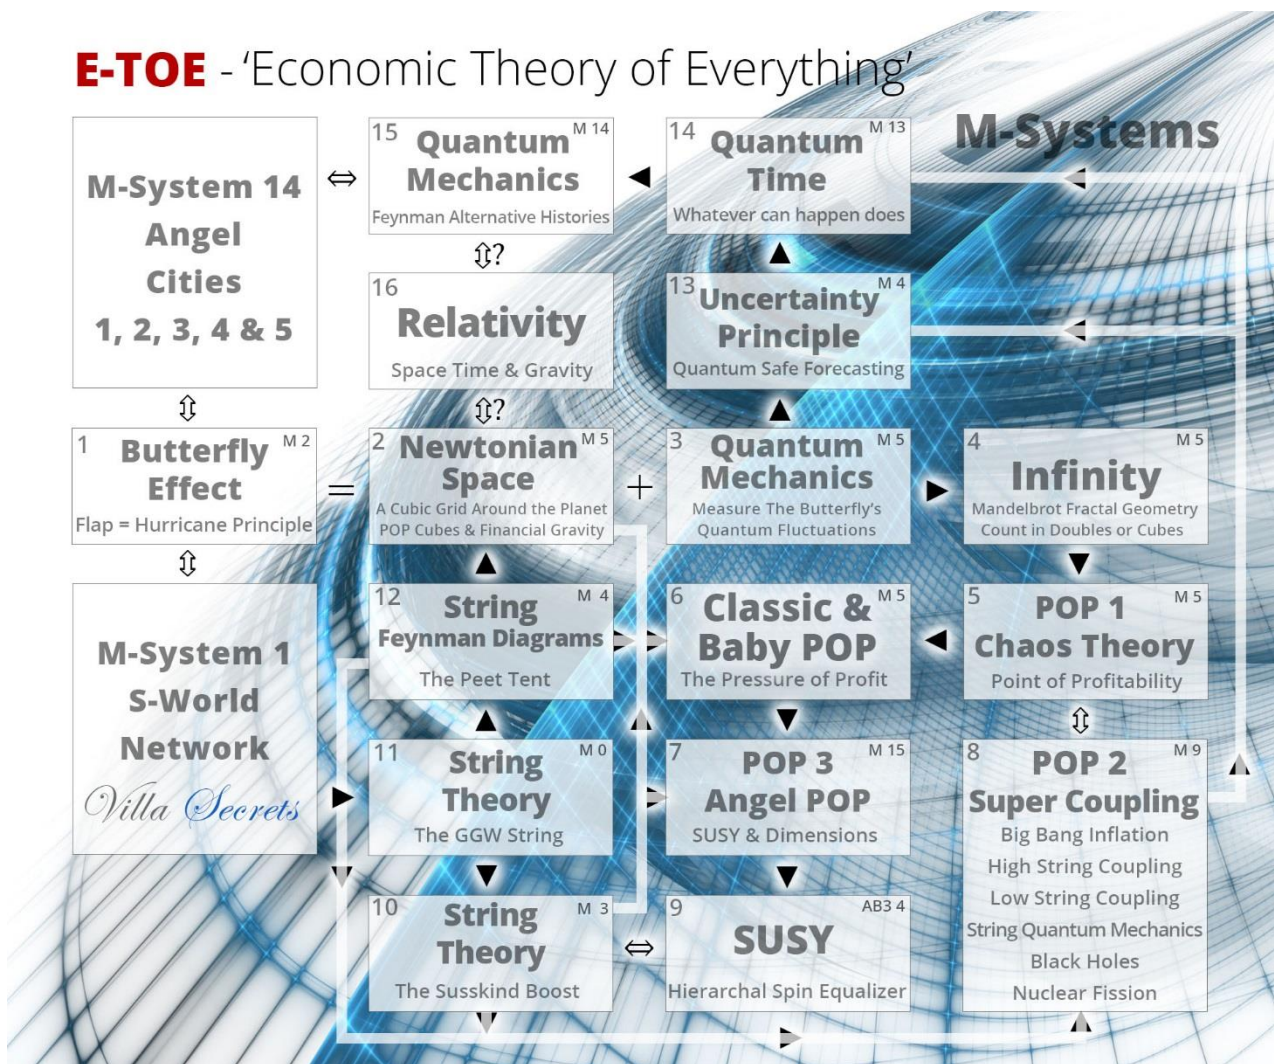 E-TOE - 'Economic Theory of Everything'
M-Systems
M-System 14
Angel
Cities
1, 2, 3, 4 & 5
15 M 14
Quantum
Mechanics
Feynman Alternative Histories
14 M 13
Quantum
Time
Whatever can happen does
⇔
⇕?
16
Relativity
Space Time & Gravity
13 M 4
Uncertainty
Principle
Quantum Safe Forecasting
⇕
⇕?
1 M 2
Butterfly
Effect
Flap = Hurricane Principle
=
2 M 5
Newtonian
Space
A Cubic Grid Around the Planet
POP Cubes & Financial Gravity
+
3 M 5
Quantum
Mechanics
Measure The Butterfly's
Quantum Fluctuations
4 M 5
Infinity
Mandelbrot Fractal Geometry
Count in Doubles or Cubes
⇕
M-System 1
S-World
Network
Villa Secrets
12 M 4
String
Feynman Diagrams
The Peet Tent
6 M 5
Classic &
Baby POP
The Pressure of Profit
5 M 5
POP 1
Chaos Theory
Point of Profitability
⇕
11 M 0
String
Theory
The GGW String
7 M 15
POP 3
Angel POP
SUSY & Dimensions
8 M 9
POP 2
Super Coupling
Big Bang Inflation
High String Coupling
Low String Coupling
String Quantum Mechanics
Black Holes
Nuclear Fission
10 M 3
String
Theory
The Susskind Boost
⇔
9 AB3 4
SUSY
Hierarchal Spin Equalizer